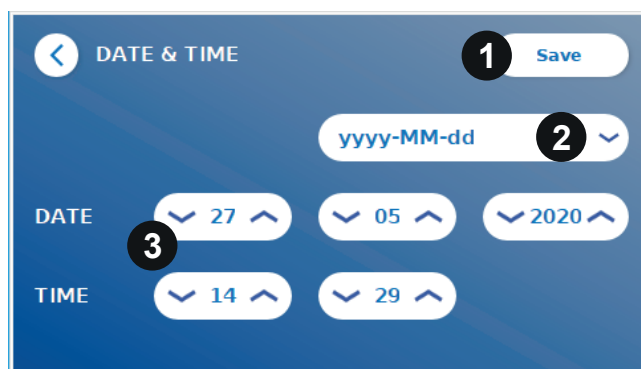 DATE & TIME 1 Save
yyyy-MM-dd 2
DATE 27 05 2020
3
TIME 14 29